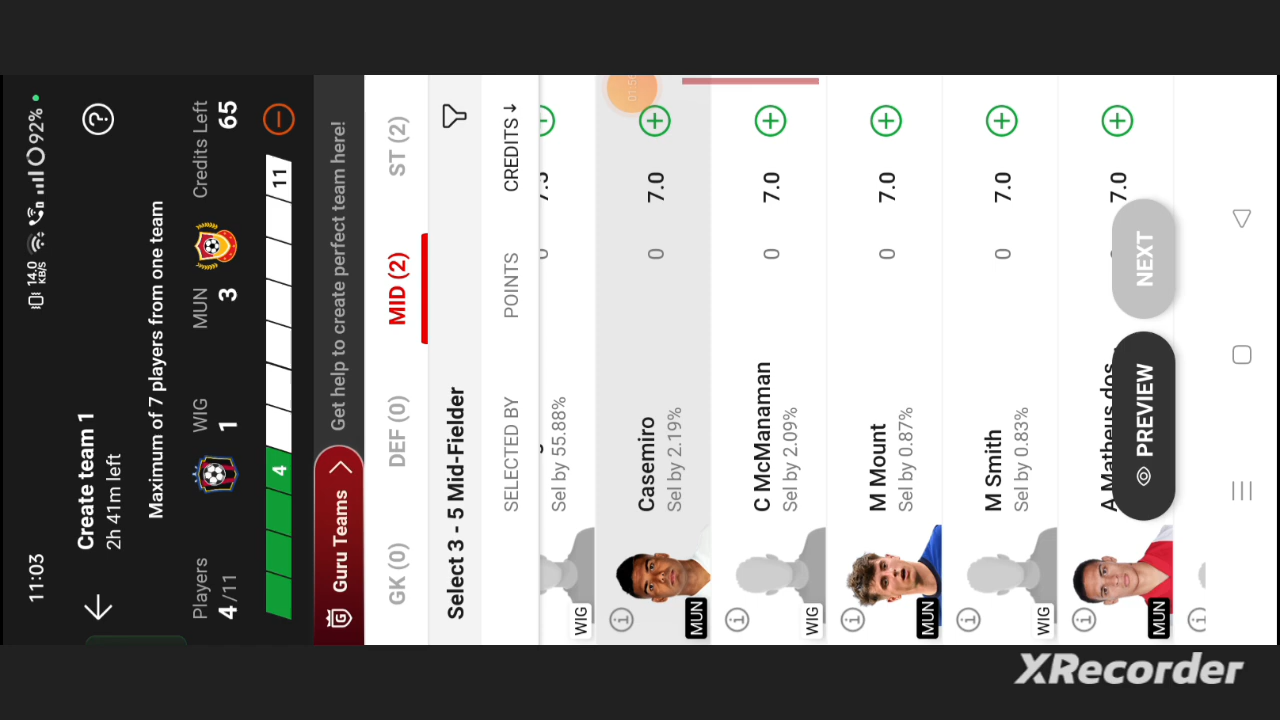 11:03
14.0 KB/S
92%
Create team 1
2h 41m left
Maximum of 7 players from one team
Players
4/11
WIG
1
MUN
3
Credits Left
65
4
11
Guru Teams
Get help to create perfect team here!
GK (0)
DEF (0)
MID (2)
ST (2)
Select 3 - 5 Mid-Fielder
SELECTED BY
POINTS
CREDITS
WIG
Sel by 55.88%
MUN
Casemiro
Sel by 2.19%
0
7.0
WIG
C McManaman
Sel by 2.09%
0
7.0
MUN
M Mount
Sel by 0.87%
0
7.0
WIG
M Smith
Sel by 0.83%
0
7.0
MUN
A Matheus dos
7.0
PREVIEW
NEXT
XRecorder